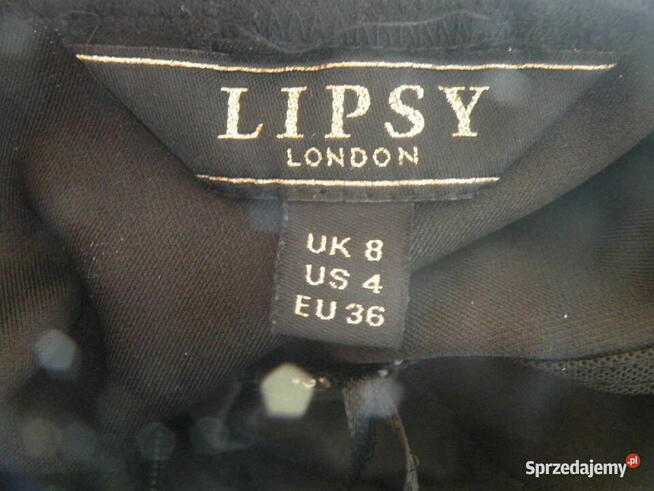 LIPSY
LONDON
UK 8
US 4
EU 36
Sprzedajemy.pl